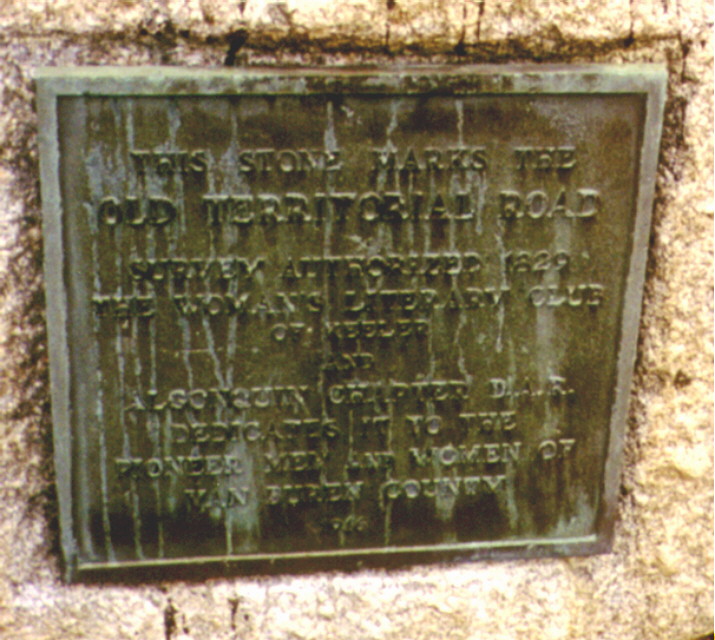 THIS STONE MARKS THE
OLD TERRITORIAL ROAD
SURVEY AUTHORIZED 1829
THE WOMAN'S LITERARY CLUB
OF KEELER
AND
ALGONQUIN CHAPTER D.A.R.
DEDICATES IT TO THE
PIONEER MEN AND WOMEN OF
VAN BUREN COUNTY